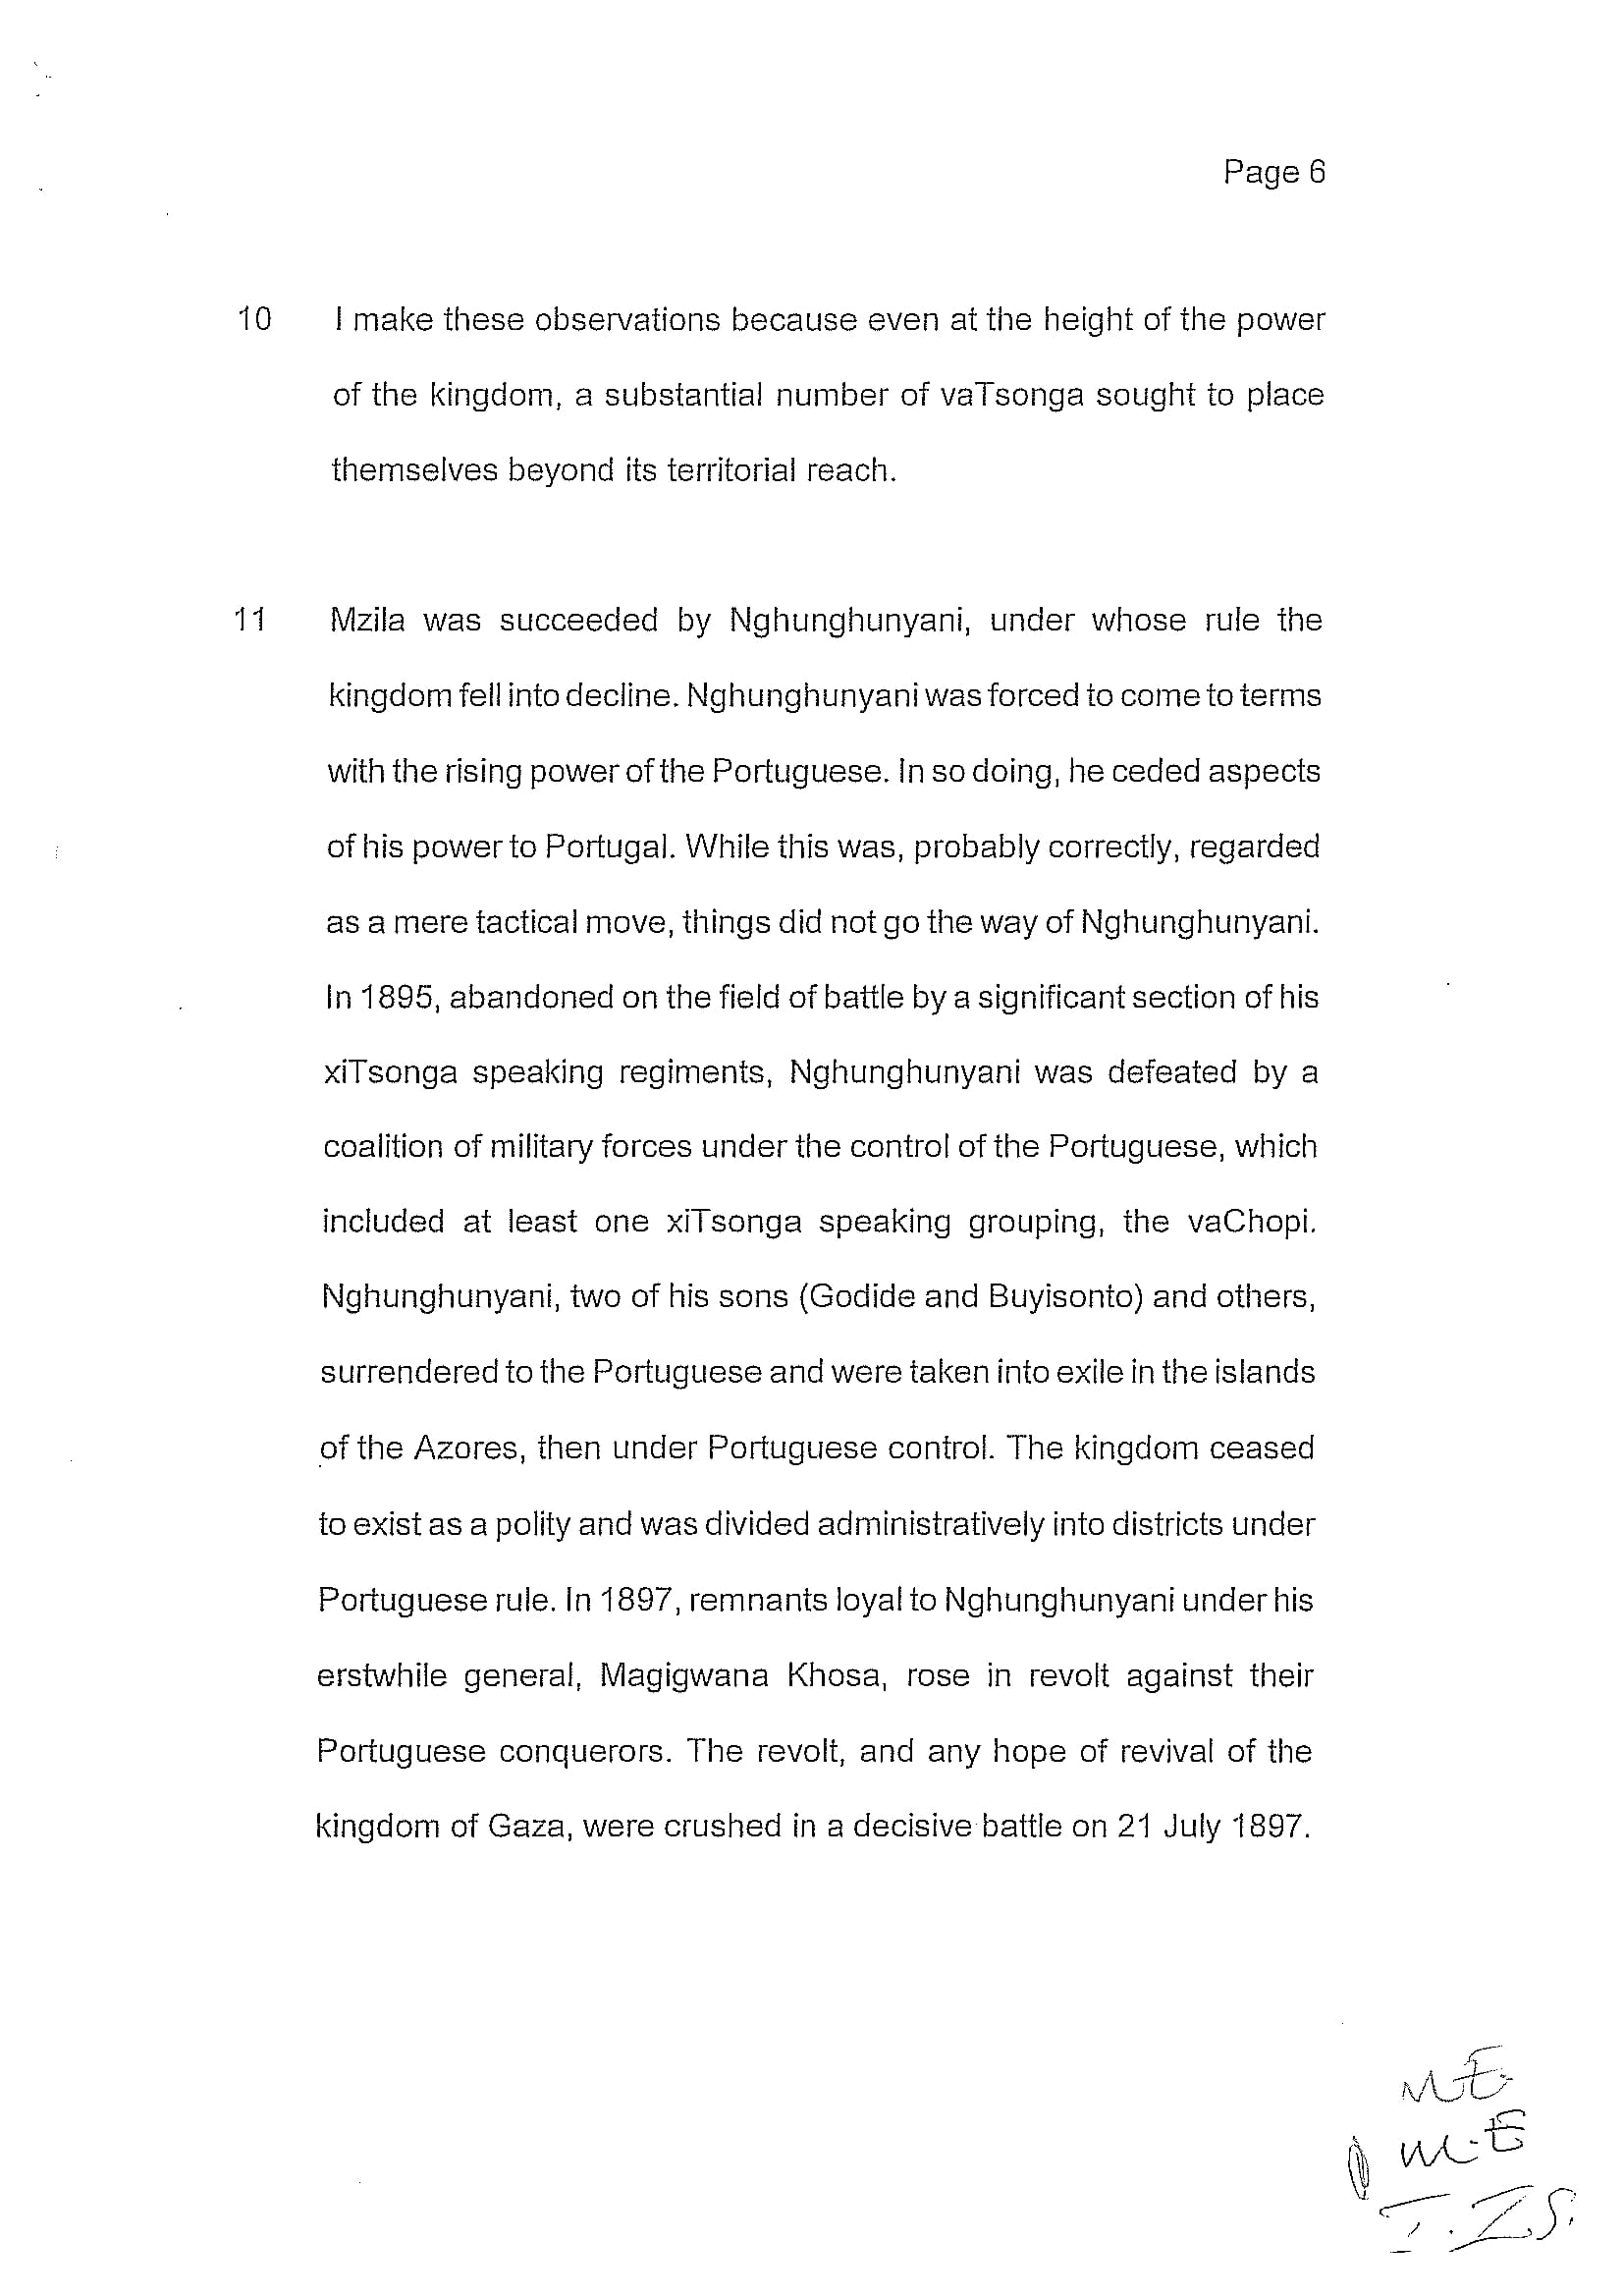 Page 6
10 I make these observations because even at the height of the power
of the kingdom, a substantial number of vaTsonga sought to place
themselves beyond its territorial reach.
11 Mzila was succeeded by Nghunghunyani, under whose rule the
kingdom fell into decline. Nghunghunyani was forced to come to terms
with the rising power of the Portuguese. In so doing, he ceded aspects
of his power to Portugal. While this was, probably correctly, regarded
as a mere tactical move, things did not go the way of Nghunghunyani.
In 1895, abandoned on the field of battle by a significant section of his
xiTsonga speaking regiments, Nghunghunyani was defeated by a
coalition of military forces under the control of the Portuguese, which
included at least one xiTsonga speaking grouping, the vaChopi.
Nghunghunyani, two of his sons (Godide and Buyisonto) and others,
surrendered to the Portuguese and were taken into exile in the islands
of the Azores, then under Portuguese control. The kingdom ceased
to exist as a polity and was divided administratively into districts under
Portuguese rule. In 1897, remnants loyal to Nghunghunyani under his
erstwhile general, Magigwana Khosa, rose in revolt against their
Portuguese conquerors. The revolt, and any hope of revival of the
kingdom of Gaza, were crushed in a decisive battle on 21 July 1897.
ME
M.E
T.Z.S.